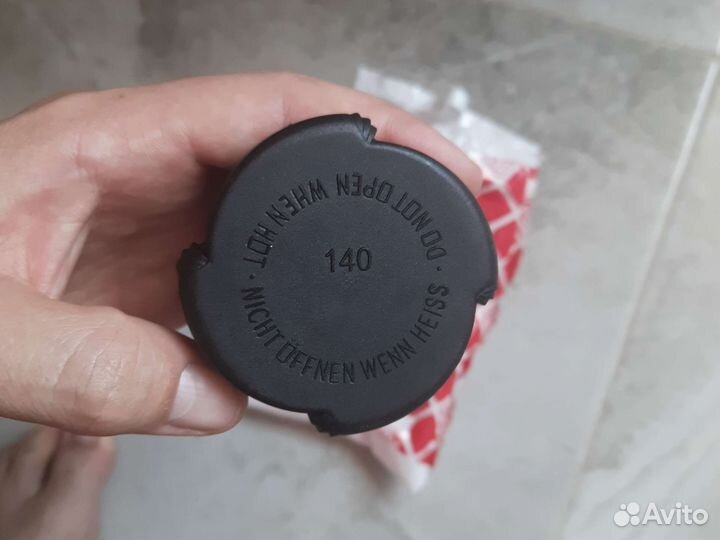 DO NOT OPEN WHEN HOT ·
NICHT ÖFFNEN WENN HEISS ·
140
Avito